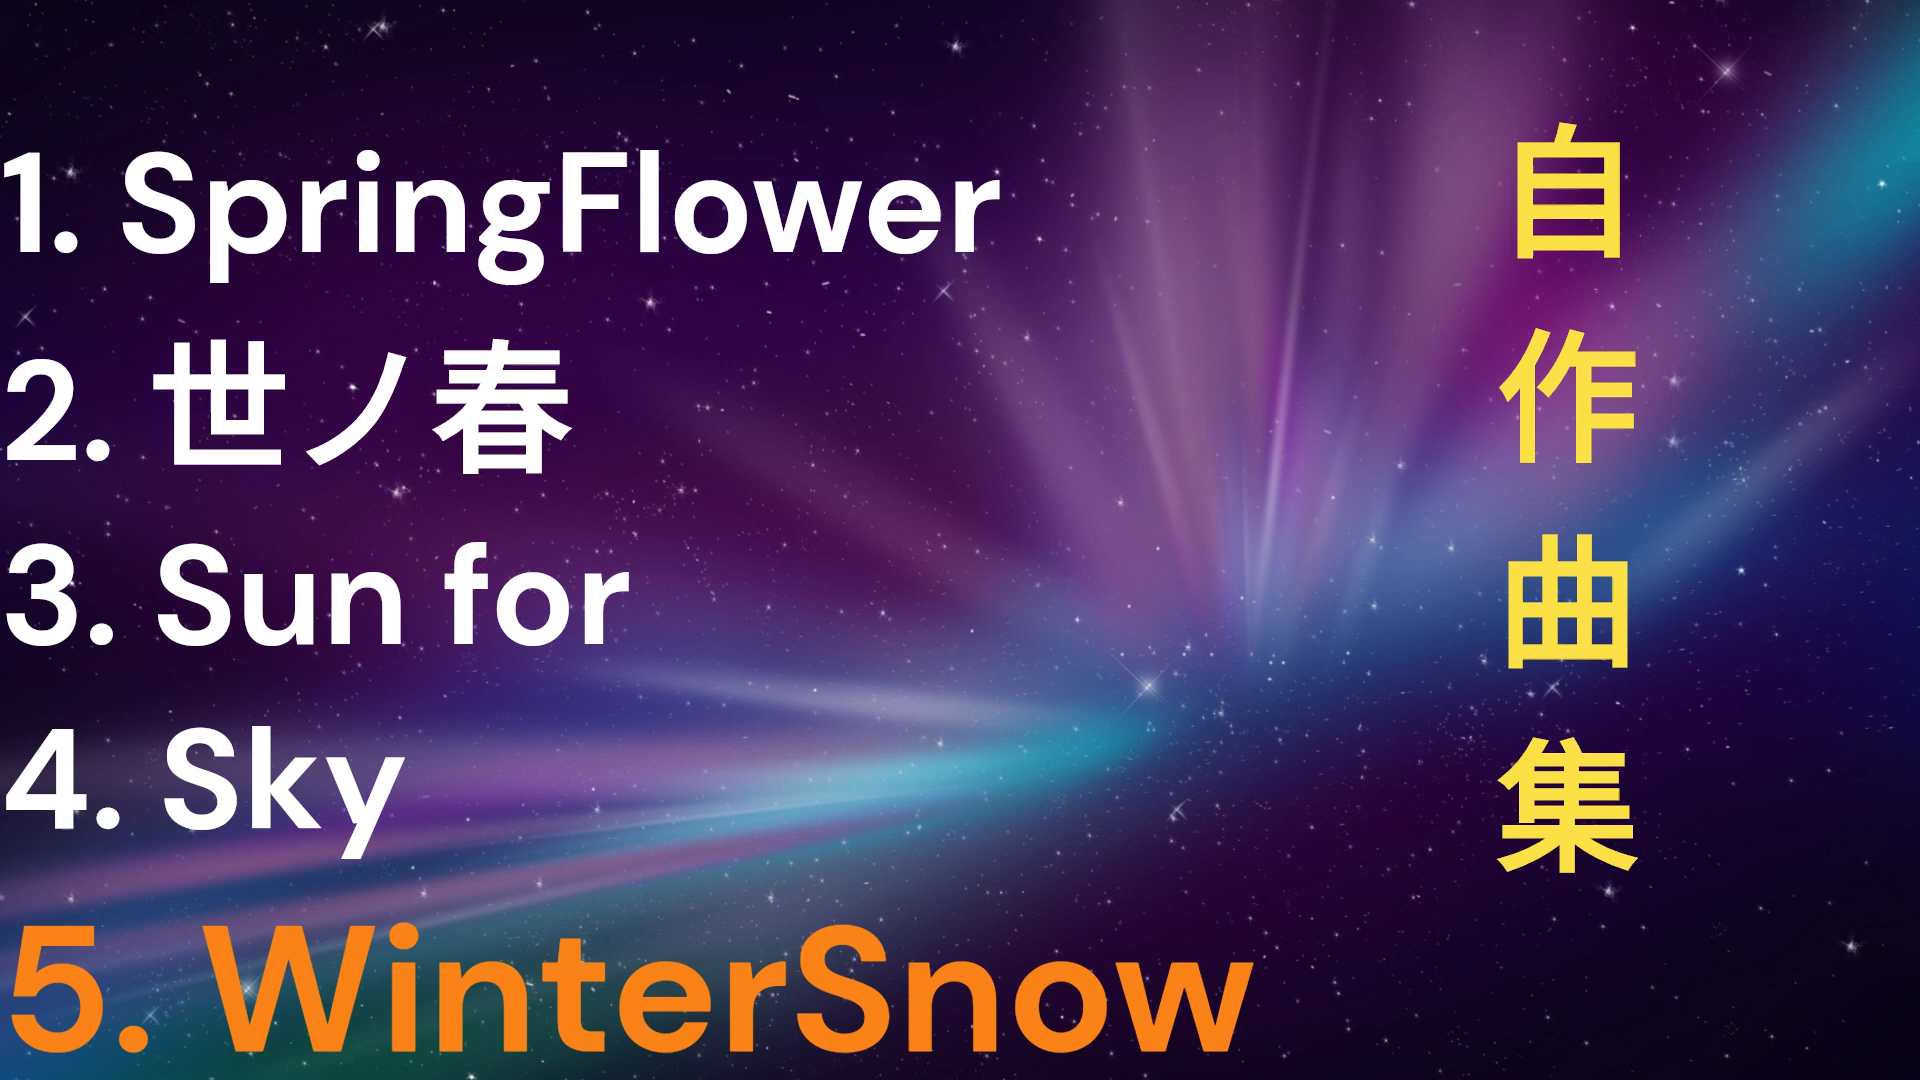 1. SpringFlower
2. 世ノ春
3. Sun for
4. Sky
5. WinterSnow
自作曲集